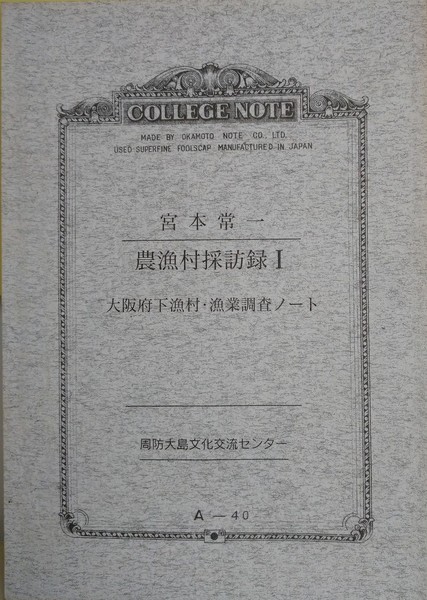 COLLEGE NOTE
MADE BY OKAMOTO NOTE CO. LTD.
USED SUPERFINE FOOLSCAP MANUFACTURED IN JAPAN
宮本常一
農漁村採訪録 I
大阪府下漁村・漁業調査ノート
周防大島文化交流センター
A — 40